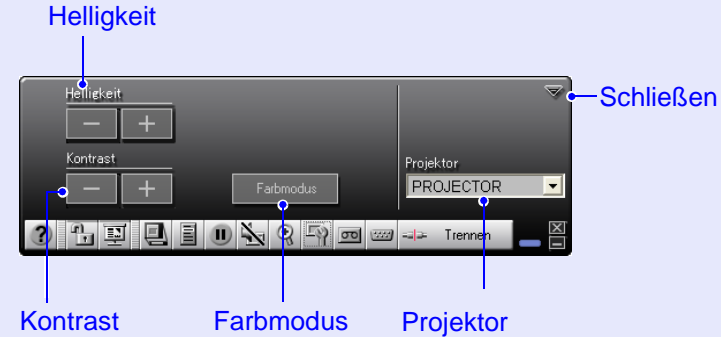 Helligkeit
Helligkeit
Schließen
Kontrast
Projektor
Farbmodus
PROJECTOR
? Trennen
Kontrast Farbmodus Projektor